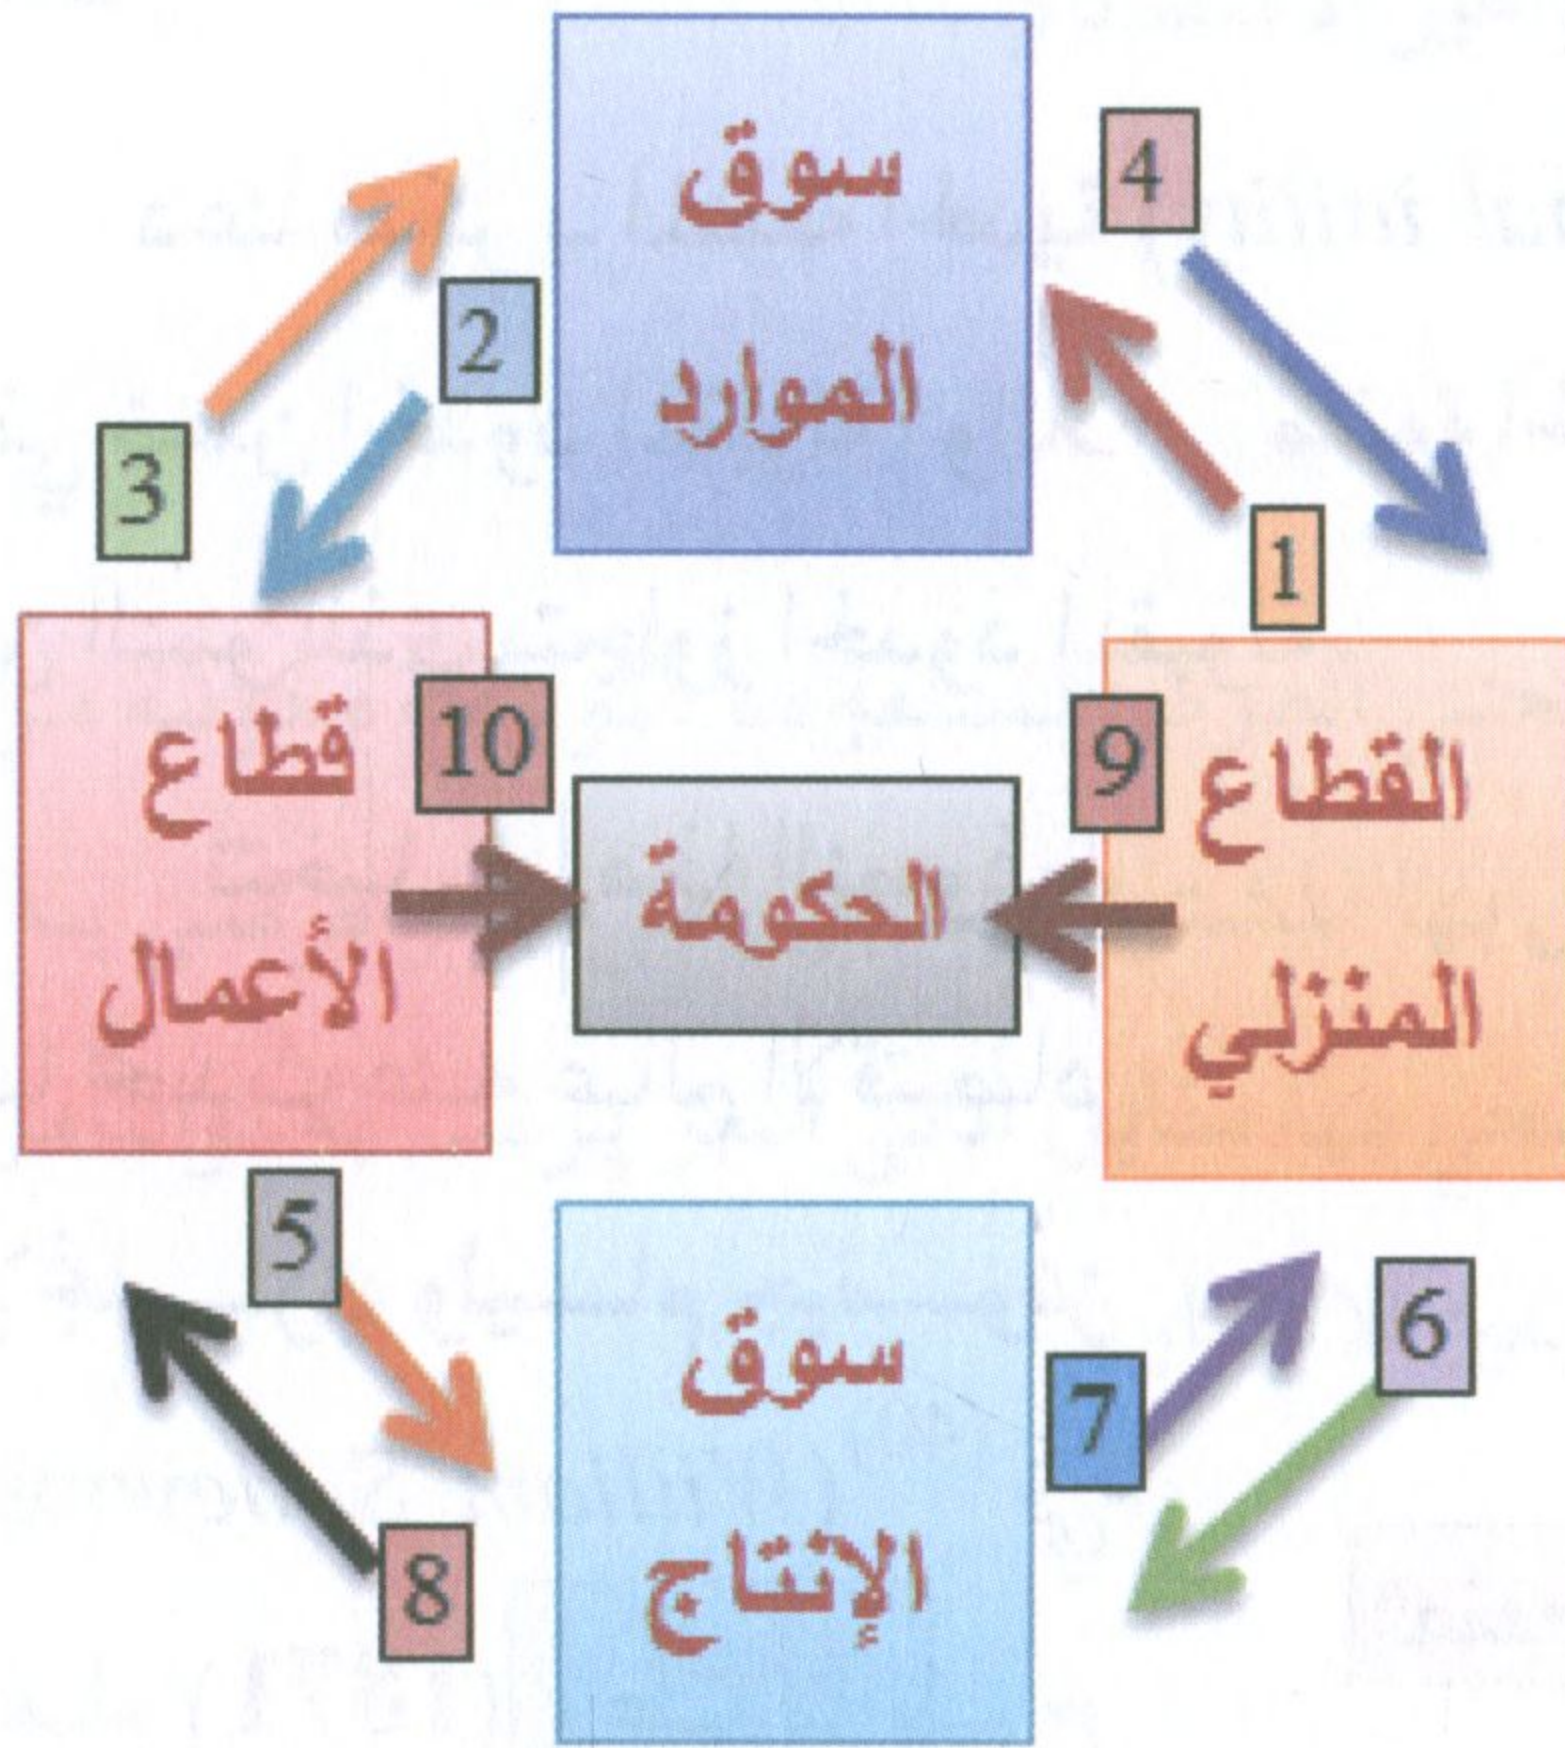 سوق
الموارد
4
2
3
1
قطاع
الأعمال
10
الحكومة
9
القطاع
المنزلي
5
سوق
الإنتاج
7
6
8